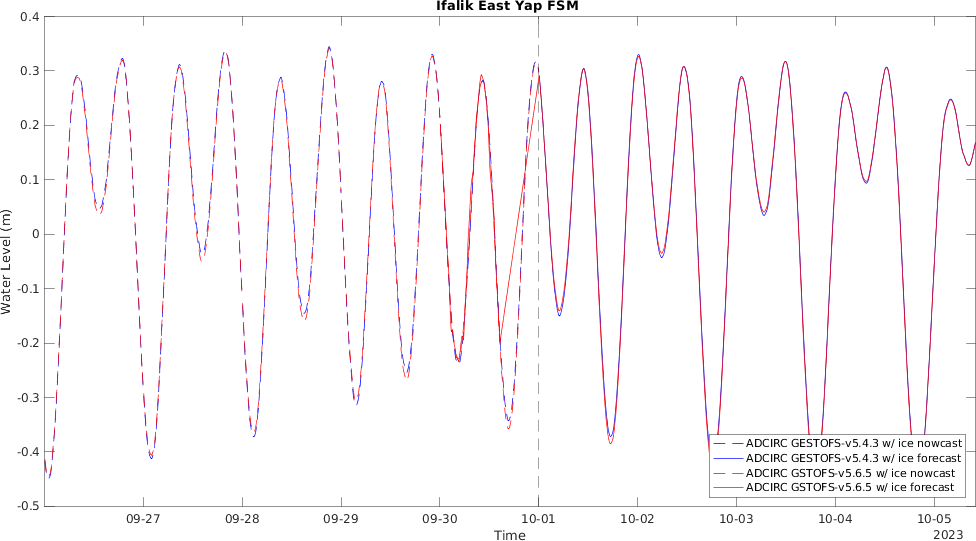 Ifalik East Yap FSM
0.4
0.3
0.2
0.1
0
-0.1
-0.2
-0.3
-0.4
-0.5
Water Level (m)
09-27 09-28 09-29 09-30 10-01 10-02 10-03 10-04 10-05
Time
2023
ADCIRC GESTOFS-v5.4.3 w/ ice nowcast
ADCIRC GESTOFS-v5.4.3 w/ ice forecast
ADCIRC GSTOFS-v5.6.5 w/ ice nowcast
ADCIRC GSTOFS-v5.6.5 w/ ice forecast